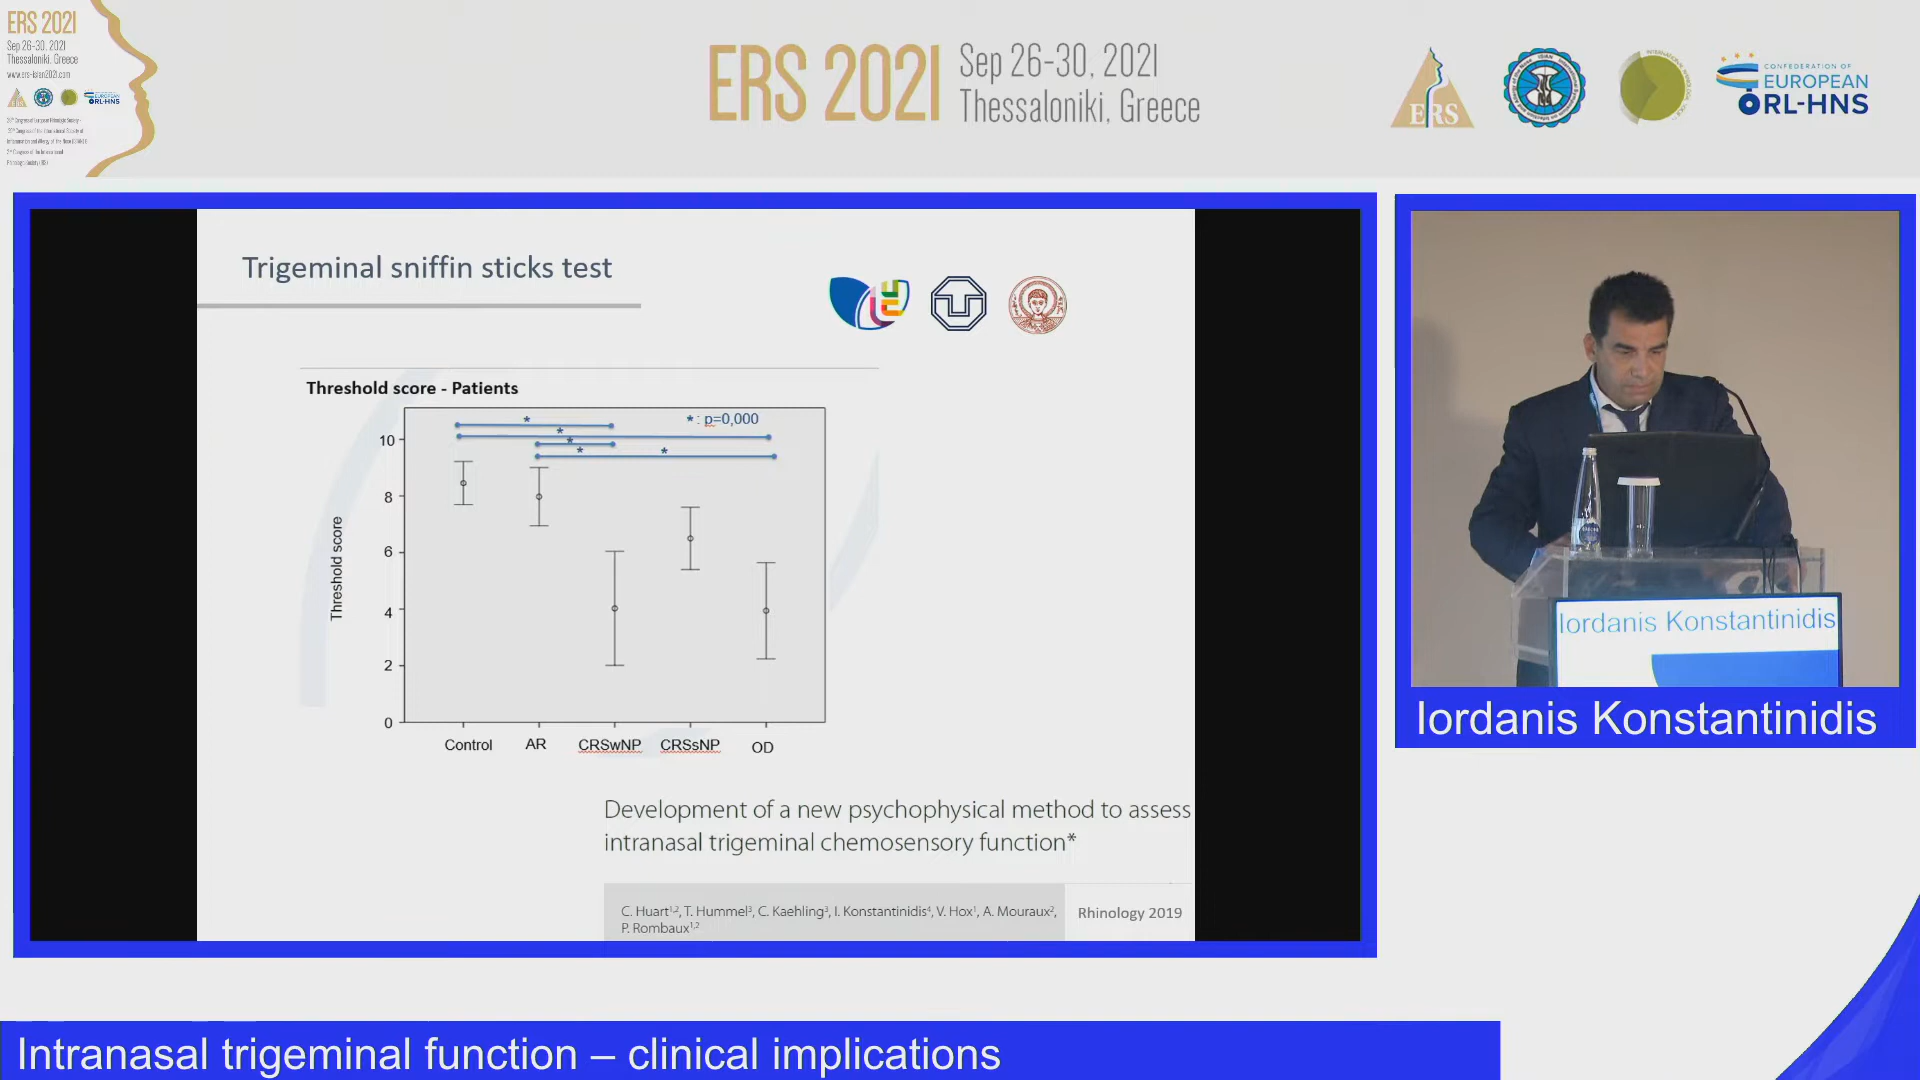 ERS 2021
Sep 26-30, 2021
Thessaloniki, Greece
www.ers-isian2021.com
ERS 2021
Sep 26-30, 2021
Thessaloniki, Greece
ERS
CONFEDERATION OF
EUROPEAN
ORL-HNS
Trigeminal sniffin sticks test
Threshold score - Patients
* : p=0,000
Threshold score
10
8
6
4
2
0
Control AR CRSwNP CRSsNP OD
Development of a new psychophysical method to assess
intranasal trigeminal chemosensory function*
C. Huart¹,², T. Hummel³, C. Kaehling³, I. Konstantinidis⁴, V. Hox¹, A. Mouraux²,
P. Rombaux¹,²
Rhinology 2019
Iordanis Konstantinidis
Iordanis Konstantinidis
Intranasal trigeminal function – clinical implications